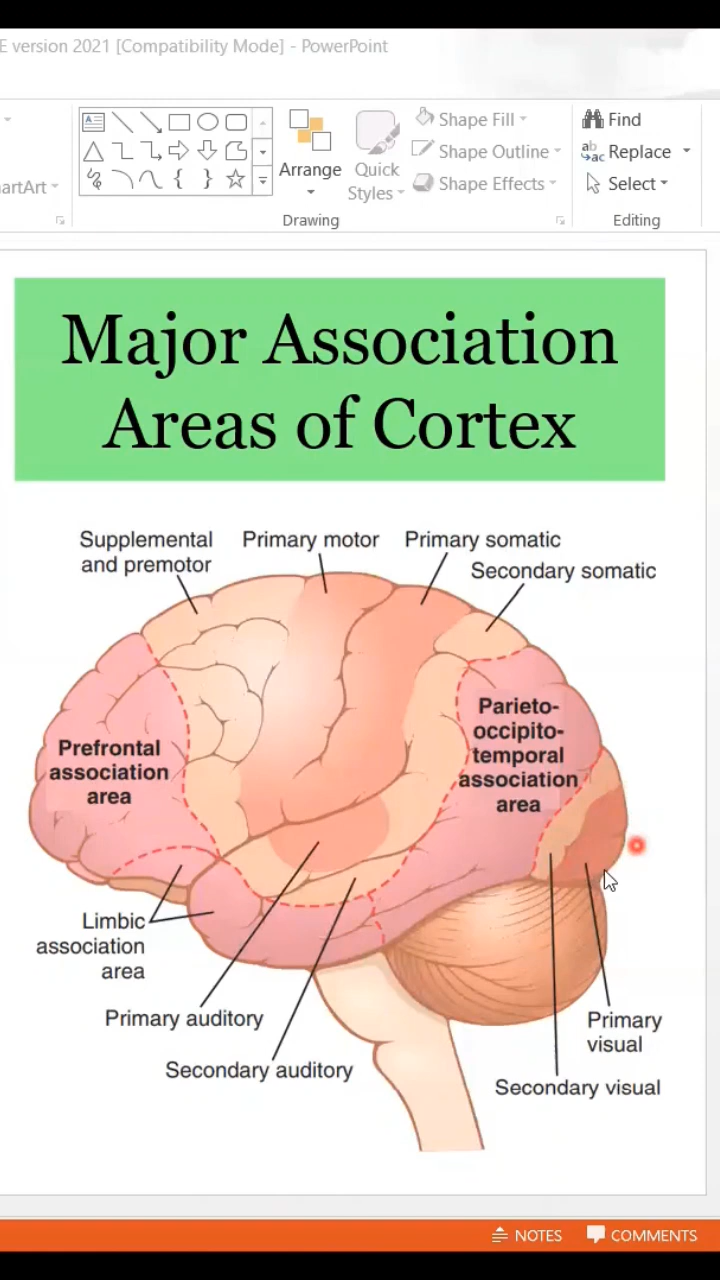 E version 2021 [Compatibility Mode] - PowerPoint
Shape Fill
Find
Shape Outline
Replace
Arrange
Quick
Styles
Shape Effects
Select
artArt
Drawing
Editing
Major Association
Areas of Cortex
Supplemental
and premotor
Primary motor
Primary somatic
Secondary somatic
Prefrontal
association
area
Parieto-
occipito-
temporal
association
area
Limbic
association
area
Primary auditory
Secondary auditory
Primary
visual
Secondary visual
NOTES
COMMENTS